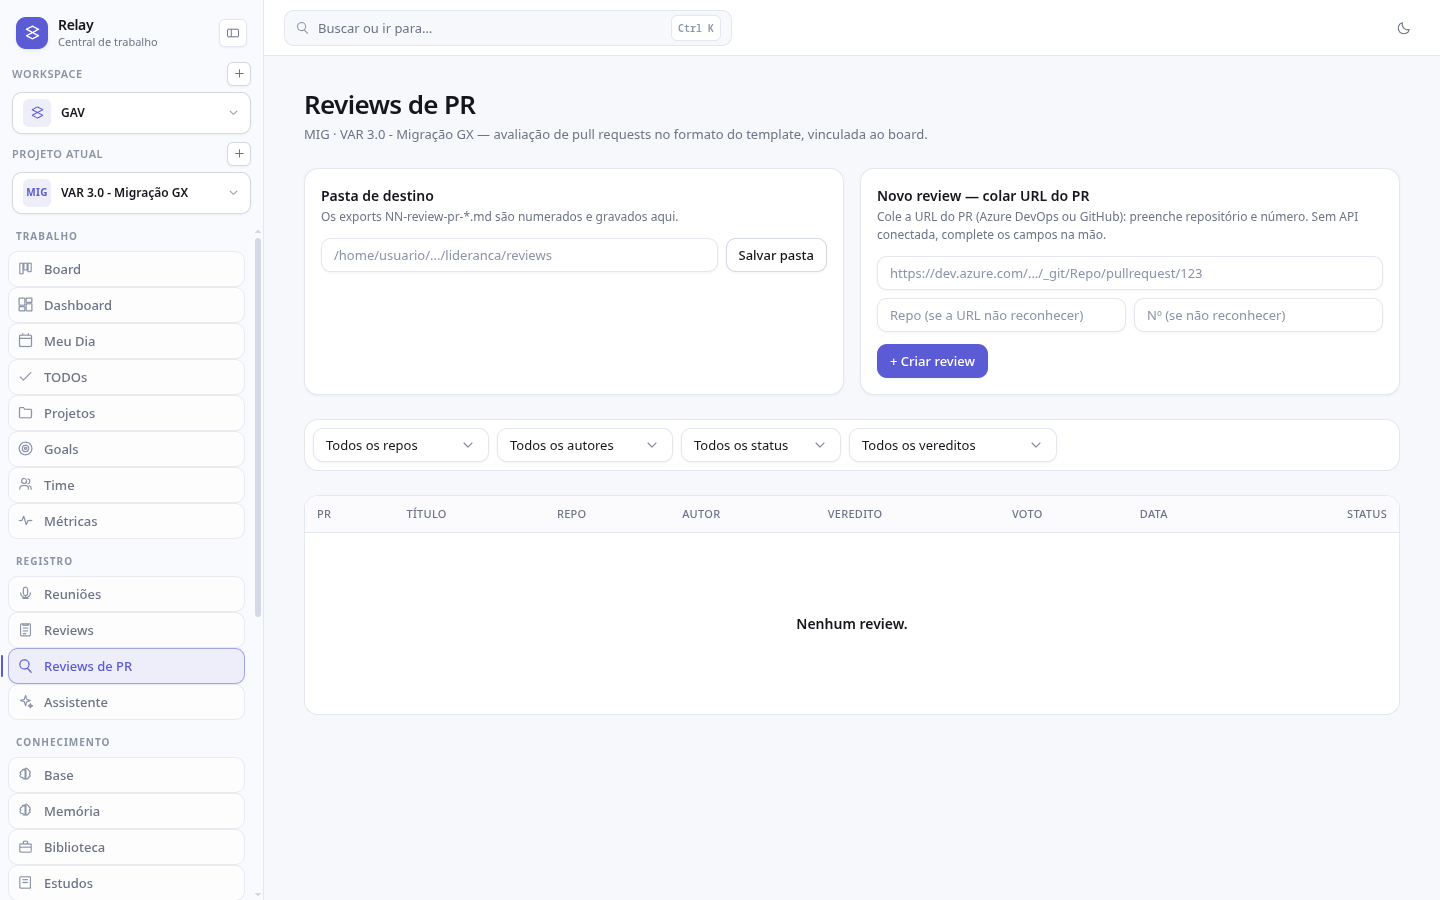 Relay
Central de trabalho
WORKSPACE
GAV
PROJETO ATUAL
MIG VAR 3.0 - Migração GX
TRABALHO
Board
Dashboard
Meu Dia
TODOs
Projetos
Goals
Time
Métricas
REGISTRO
Reuniões
Reviews
Reviews de PR
Assistente
CONHECIMENTO
Base
Memória
Biblioteca
Estudos
Buscar ou ir para... Ctrl K
Reviews de PR
MIG · VAR 3.0 - Migração GX — avaliação de pull requests no formato do template, vinculada ao board.
Pasta de destino
Os exports NN-review-pr-*.md são numerados e gravados aqui.
/home/usuario/.../lideranca/reviews Salvar pasta
Novo review — colar URL do PR
Cole a URL do PR (Azure DevOps ou GitHub): preenche repositório e número. Sem API
conectada, complete os campos na mão.
https://dev.azure.com/.../_git/Repo/pullrequest/123
Repo (se a URL não reconhecer) Nº (se não reconhecer)
+ Criar review
Todos os repos Todos os autores Todos os status Todos os vereditos
PR TÍTULO REPO AUTOR VEREDITO VOTO DATA STATUS
Nenhum review.